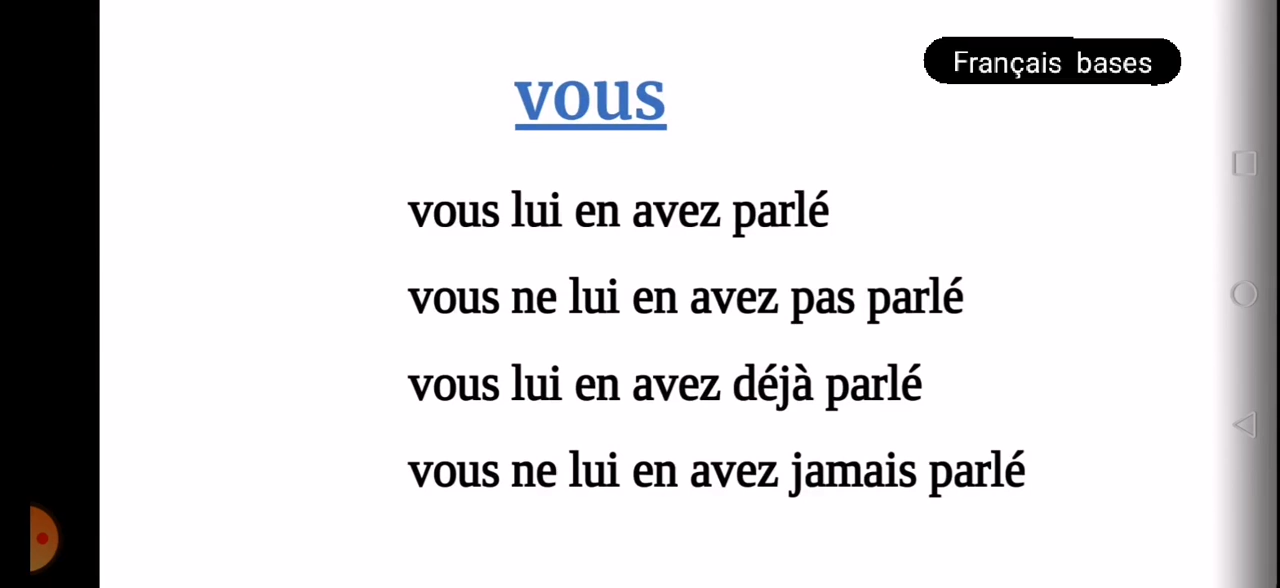 Français bases
vous
vous lui en avez parlé
vous ne lui en avez pas parlé
vous lui en avez déjà parlé
vous ne lui en avez jamais parlé